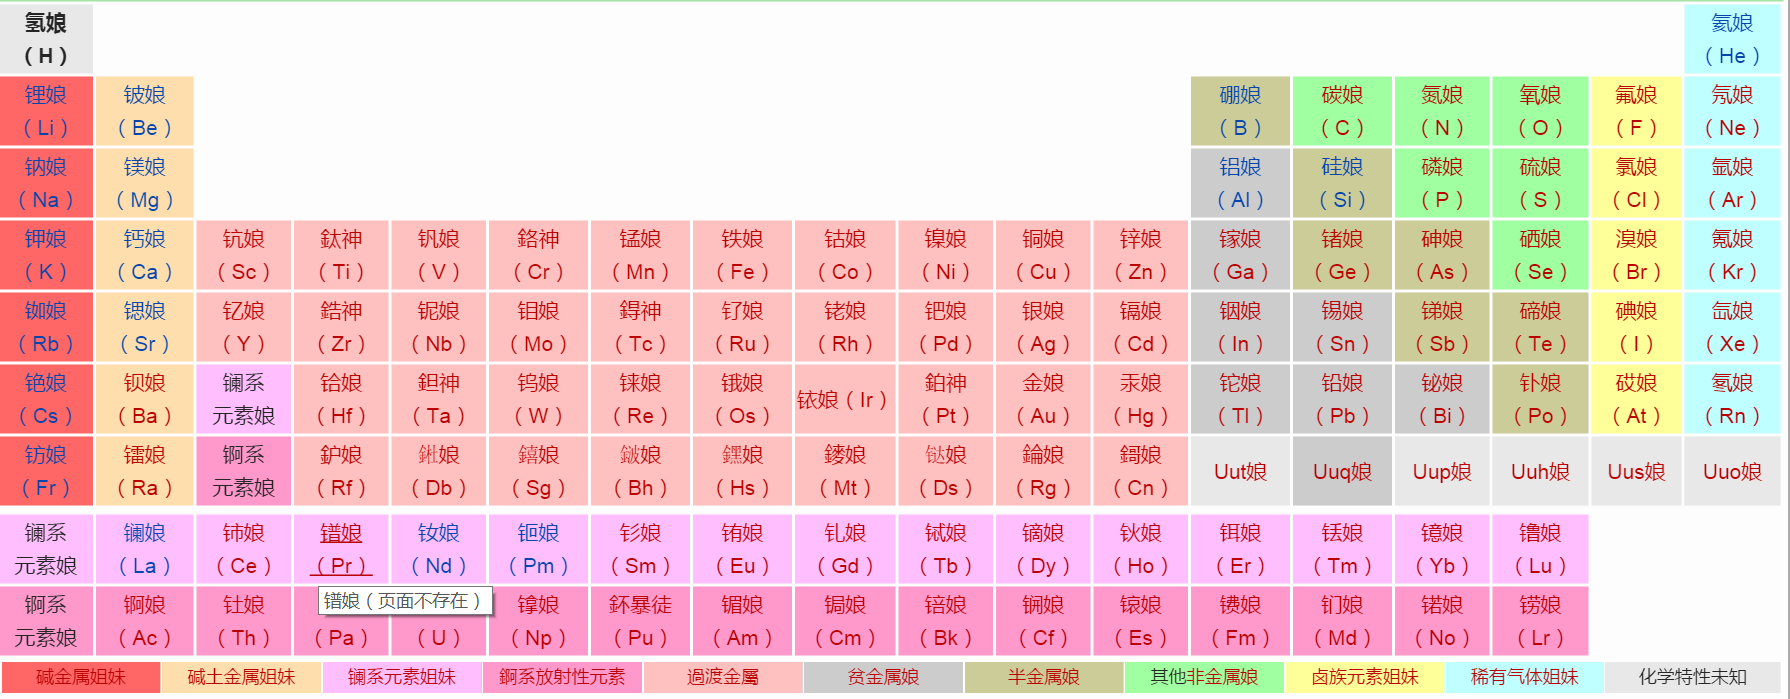 氢娘 氦娘
（H） （He）
锂娘 铍娘 硼娘 碳娘 氮娘 氧娘 氟娘 氖娘
（Li） （Be） （B） （C） （N） （O） （F） （Ne）
钠娘 镁娘 铝娘 硅娘 磷娘 硫娘 氯娘 氩娘
（Na） （Mg） （Al） （Si） （P） （S） （Cl） （Ar）
钾娘 钙娘 钪娘 鈦神 钒娘 鉻神 锰娘 铁娘 钴娘 镍娘 铜娘 锌娘 镓娘 锗娘 砷娘 硒娘 溴娘 氪娘
（K） （Ca） （Sc） （Ti） （V） （Cr） （Mn） （Fe） （Co） （Ni） （Cu） （Zn） （Ga） （Ge） （As） （Se） （Br） （Kr）
铷娘 锶娘 钇娘 鋯神 铌娘 钼娘 鍀神 钌娘 铑娘 钯娘 银娘 镉娘 铟娘 锡娘 锑娘 碲娘 碘娘 氙娘
（Rb） （Sr） （Y） （Zr） （Nb） （Mo） （Tc） （Ru） （Rh） （Pd） （Ag） （Cd） （In） （Sn） （Sb） （Te） （I） （Xe）
铯娘 钡娘 镧系 铪娘 鉭神 钨娘 铼娘 锇娘 铱娘（Ir） 鉑神 金娘 汞娘 铊娘 铅娘 铋娘 钋娘 砹娘 氡娘
（Cs） （Ba） 元素娘 （Hf） （Ta） （W） （Re） （Os） （Pt） （Au） （Hg） （Tl） （Pb） （Bi） （Po） （At） （Rn）
钫娘 镭娘 锕系 鈩娘 𨧀娘 𨭎娘 𨨏娘 𨭆娘 鎄娘 𫟼娘 錀娘 鎶娘 Uut娘 Uuq娘 Uup娘 Uuh娘 Uus娘 Uuo娘
（Fr） （Ra） 元素娘 （Rf） （Db） （Sg） （Bh） （Hs） （Mt） （Ds） （Rg） （Cn）
镧系 镧娘 铈娘 镨娘 钕娘 钷娘 钐娘 铕娘 钆娘 铽娘 镝娘 钬娘 铒娘 铥娘 镱娘 镥娘
元素娘 （La） （Ce） （Pr） （Nd） （Pm） （Sm） （Eu） （Gd） （Tb） （Dy） （Ho） （Er） （Tm） （Yb） （Lu）
镨娘（页面不存在）
锕系 锕娘 钍娘 镎娘 鈈暴徒 镅娘 锔娘 锫娘 锎娘 锿娘 镄娘 钔娘 锘娘 铹娘
元素娘 （Ac） （Th） （Pa） （U） （Np） （Pu） （Am） （Cm） （Bk） （Cf） （Es） （Fm） （Md） （No） （Lr）
碱金属姐妹 碱土金属姐妹 镧系元素姐妹 錒系放射性元素 過渡金屬 贫金属娘 半金属娘 其他非金属娘 卤族元素姐妹 稀有气体姐妹 化学特性未知